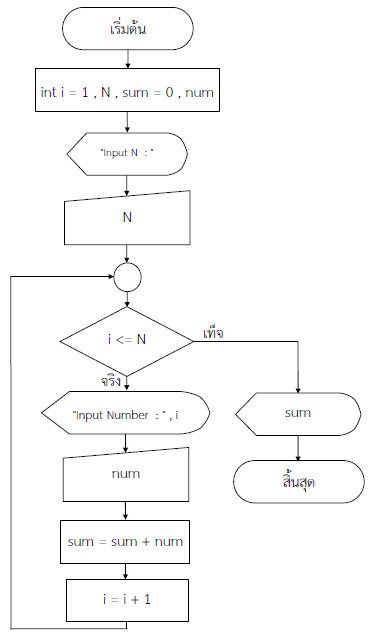 เริ่มต้น
int i = 1 , N , sum = 0 , num
"Input N : "
N
i <= N
เท็จ
จริง
"Input Number : " , i
sum
num
สิ้นสุด
sum = sum + num
i = i + 1